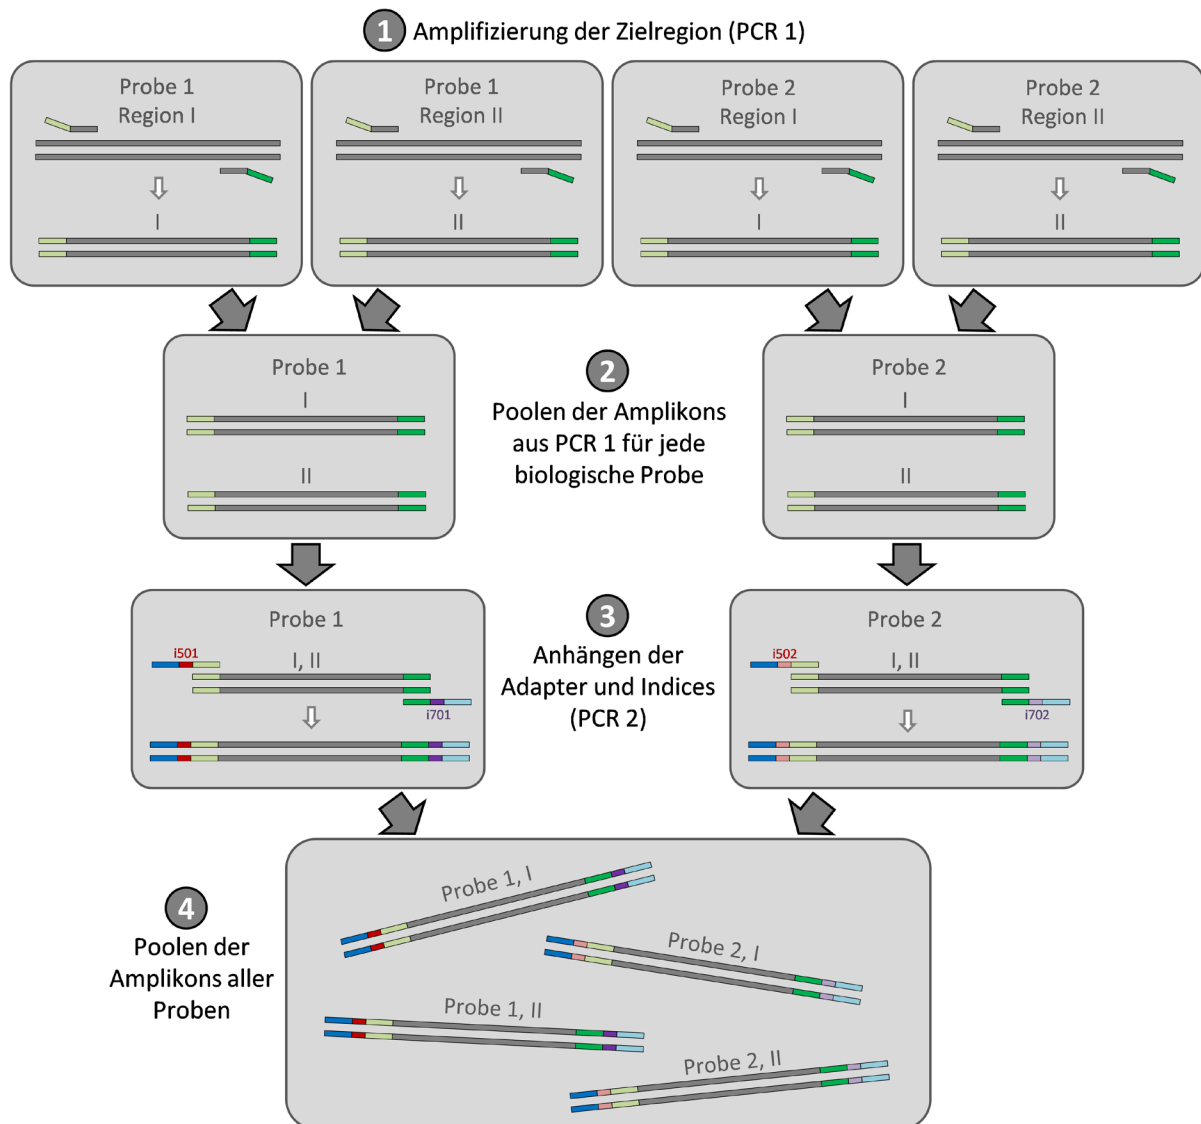 1 Amplifizierung der Zielregion (PCR 1)
Probe 1
Region I
I
Probe 1
Region II
II
Probe 2
Region I
I
Probe 2
Region II
II
Probe 1
I
II
2
Poolen der Amplikons
aus PCR 1 für jede
biologische Probe
Probe 2
I
II
Probe 1
i501
I, II
i701
3
Anhängen der
Adapter und Indices
(PCR 2)
Probe 2
i502
I, II
i702
4
Poolen der
Amplikons aller
Proben
Probe 1, I
Probe 2, I
Probe 1, II
Probe 2, II